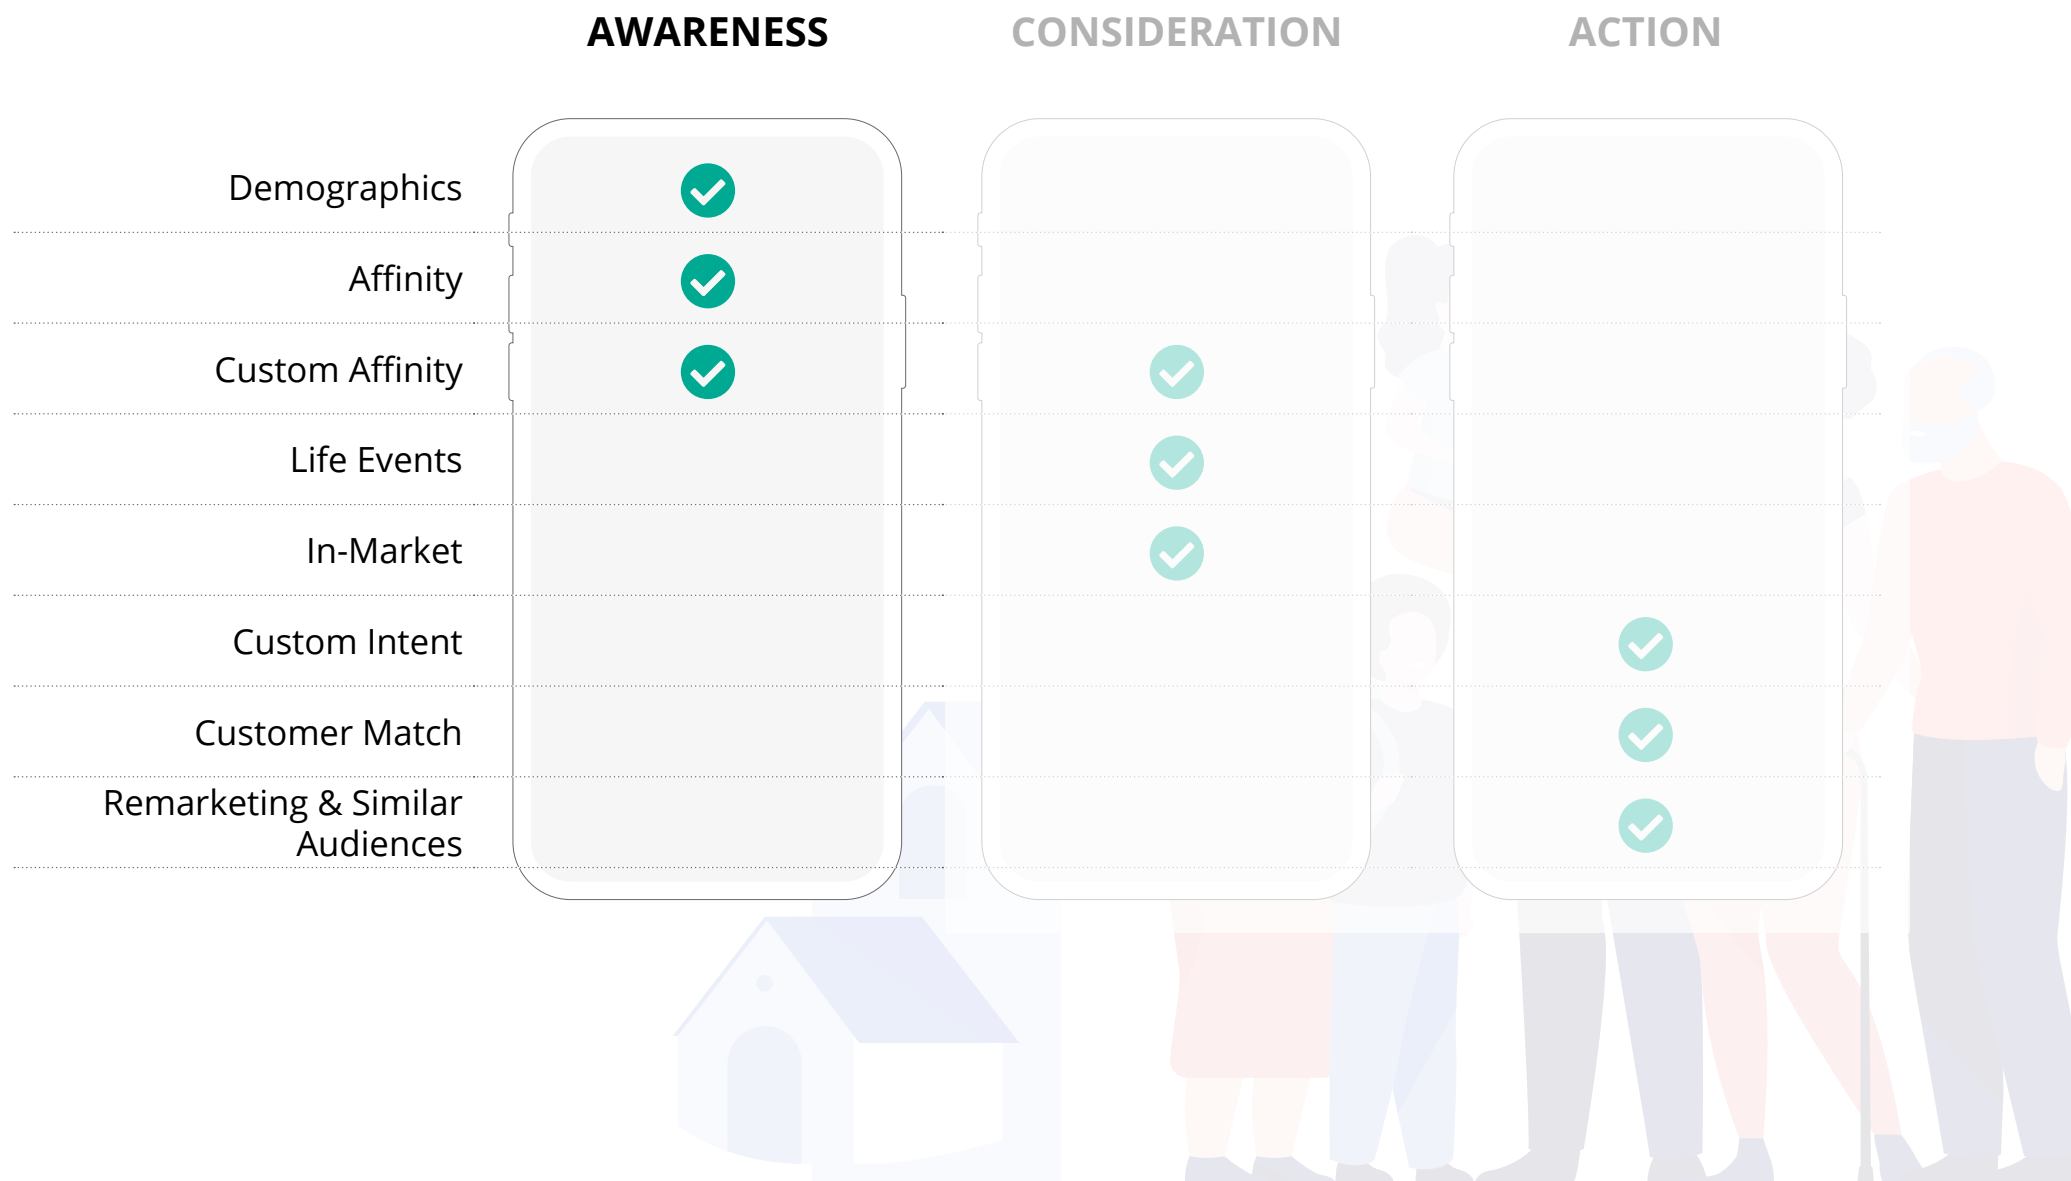 AWARENESS CONSIDERATION ACTION
Demographics
Affinity
Custom Affinity
Life Events
In-Market
Custom Intent
Customer Match
Remarketing & Similar
Audiences